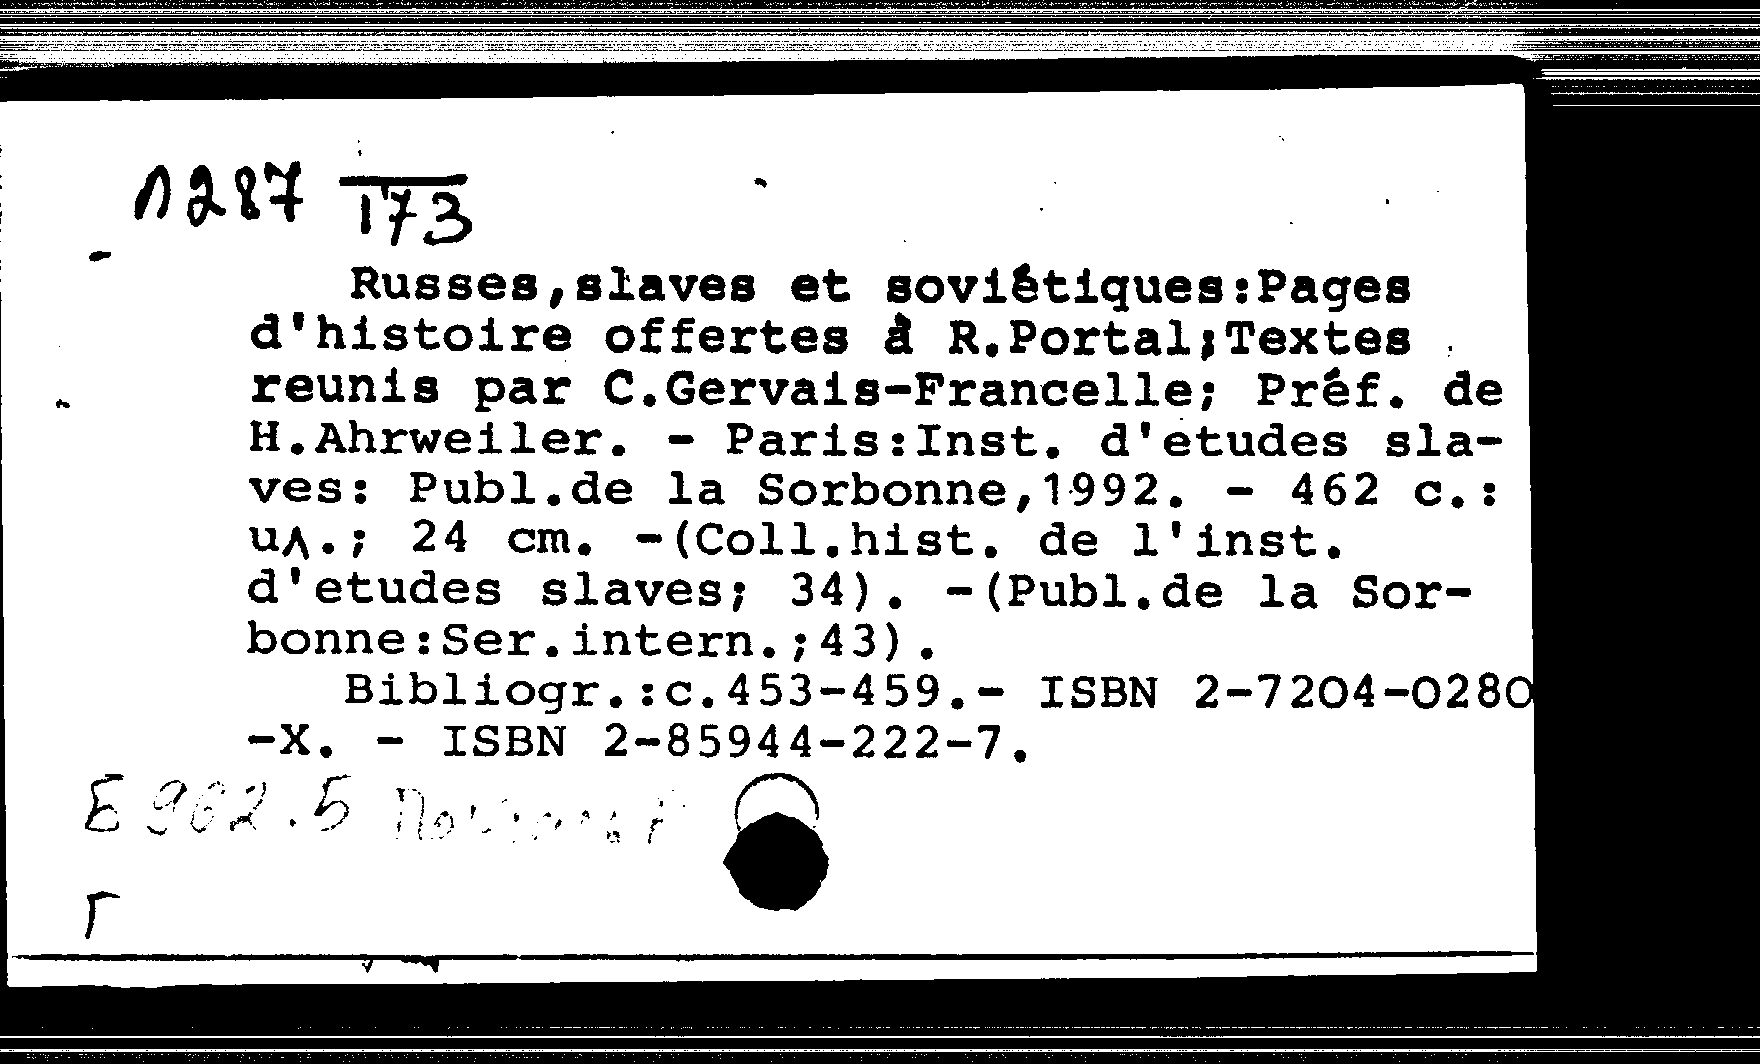 Л287 173
Russes,slaves et soviétiques:Pages
d'histoire offertes à R.Portal;Textes
reunis par C.Gervais-Francelle; Préf. de
H.Ahrweiler. - Paris:Inst. d'etudes sla-
ves: Publ.de la Sorbonne,1992. - 462 c.:
ил.; 24 cm. -(Coll.hist. de l'inst.
d'etudes slaves; 34). -(Publ.de la Sor-
bonne:Ser.intern.;43).
Bibliogr.:c.453-459.- ISBN 2-7204-0280
-X. - ISBN 2-85944-222-7.
Б 962.5
Г